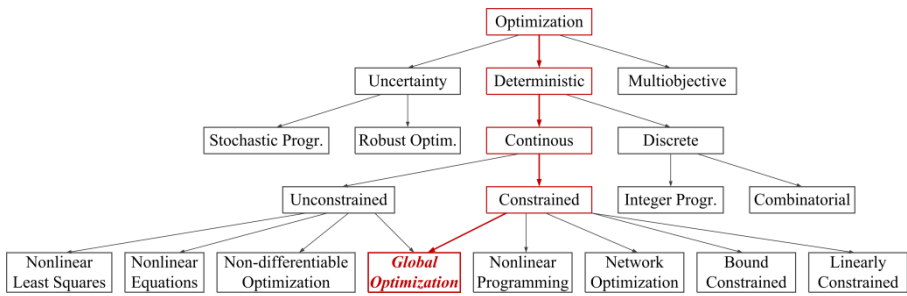 Optimization
Uncertainty
Deterministic
Multiobjective
Stochastic Progr.
Robust Optim.
Continous
Discrete
Unconstrained
Constrained
Integer Progr.
Combinatorial
Nonlinear
Least Squares
Nonlinear
Equations
Non-differentiable
Optimization
Global
Optimization
Nonlinear
Programming
Network
Optimization
Bound
Constrained
Linearly
Constrained